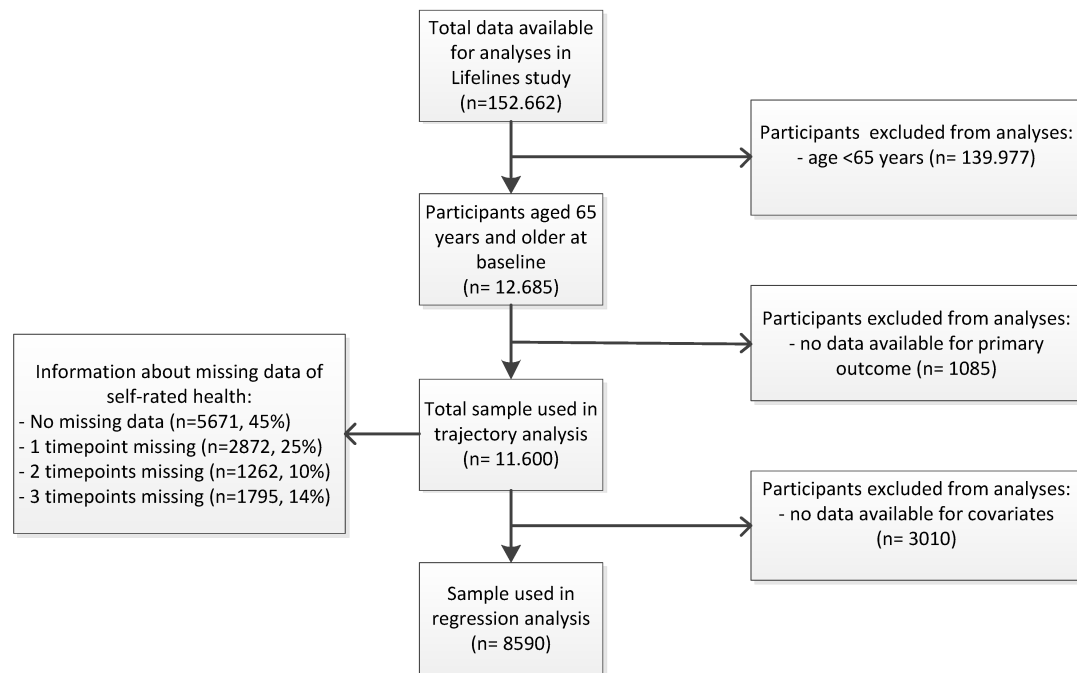 Total data available
for analyses in
Lifelines study
(n=152.662)
Participants excluded from analyses:
- age <65 years (n= 139.977)
Participants aged 65
years and older at
baseline
(n= 12.685)
Participants excluded from analyses:
- no data available for primary
outcome (n= 1085)
Information about missing data of
self-rated health:
- No missing data (n=5671, 45%)
- 1 timepoint missing (n=2872, 25%)
- 2 timepoints missing (n=1262, 10%)
- 3 timepoints missing (n=1795, 14%)
Total sample used in
trajectory analysis
(n= 11.600)
Participants excluded from analyses:
- no data available for covariates
(n= 3010)
Sample used in
regression analysis
(n= 8590)